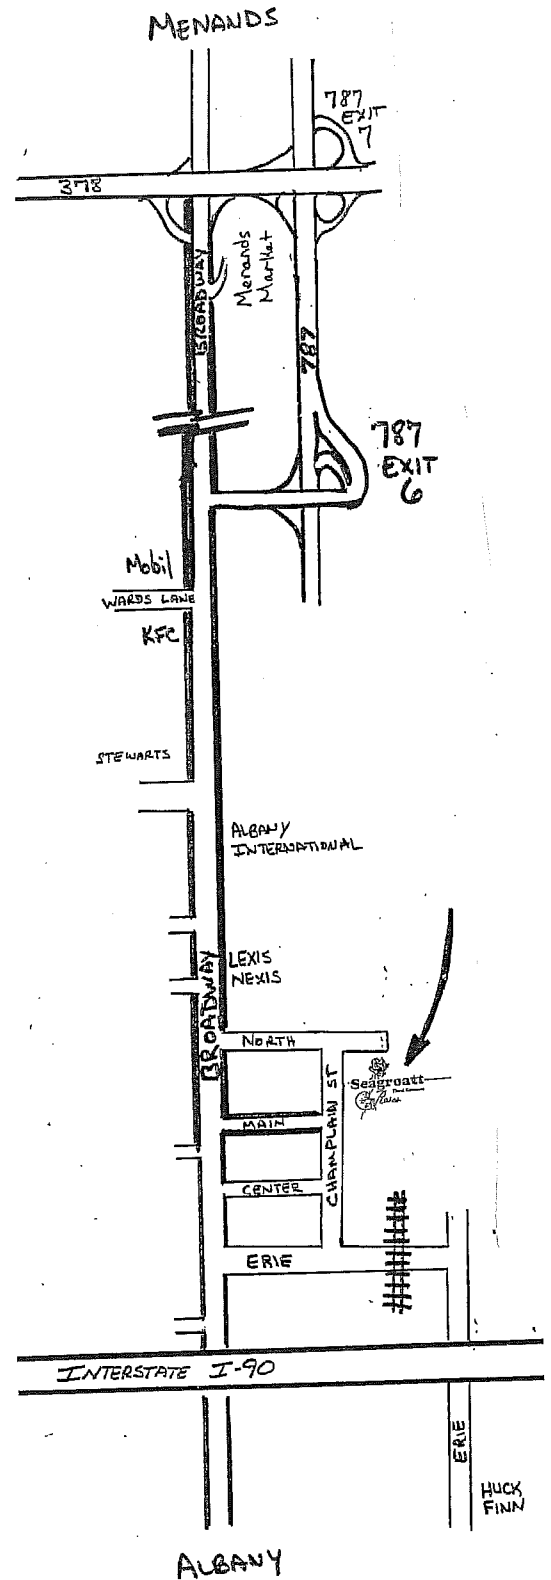 MENANDS
787
EXIT
7
378
BROADWAY
Menands
Market
787
787
EXIT
6
Mobil
WARDS LANE
KFC
STEWARTS
ALBANY
INTERNATIONAL
LEXIS
NEXIS
BROADWAY
NORTH
CHAMPLAIN ST
Seagroatt
MAIN
CENTER
ERIE
INTERSTATE I-90
ERIE
HUCK
FINN
ALBANY